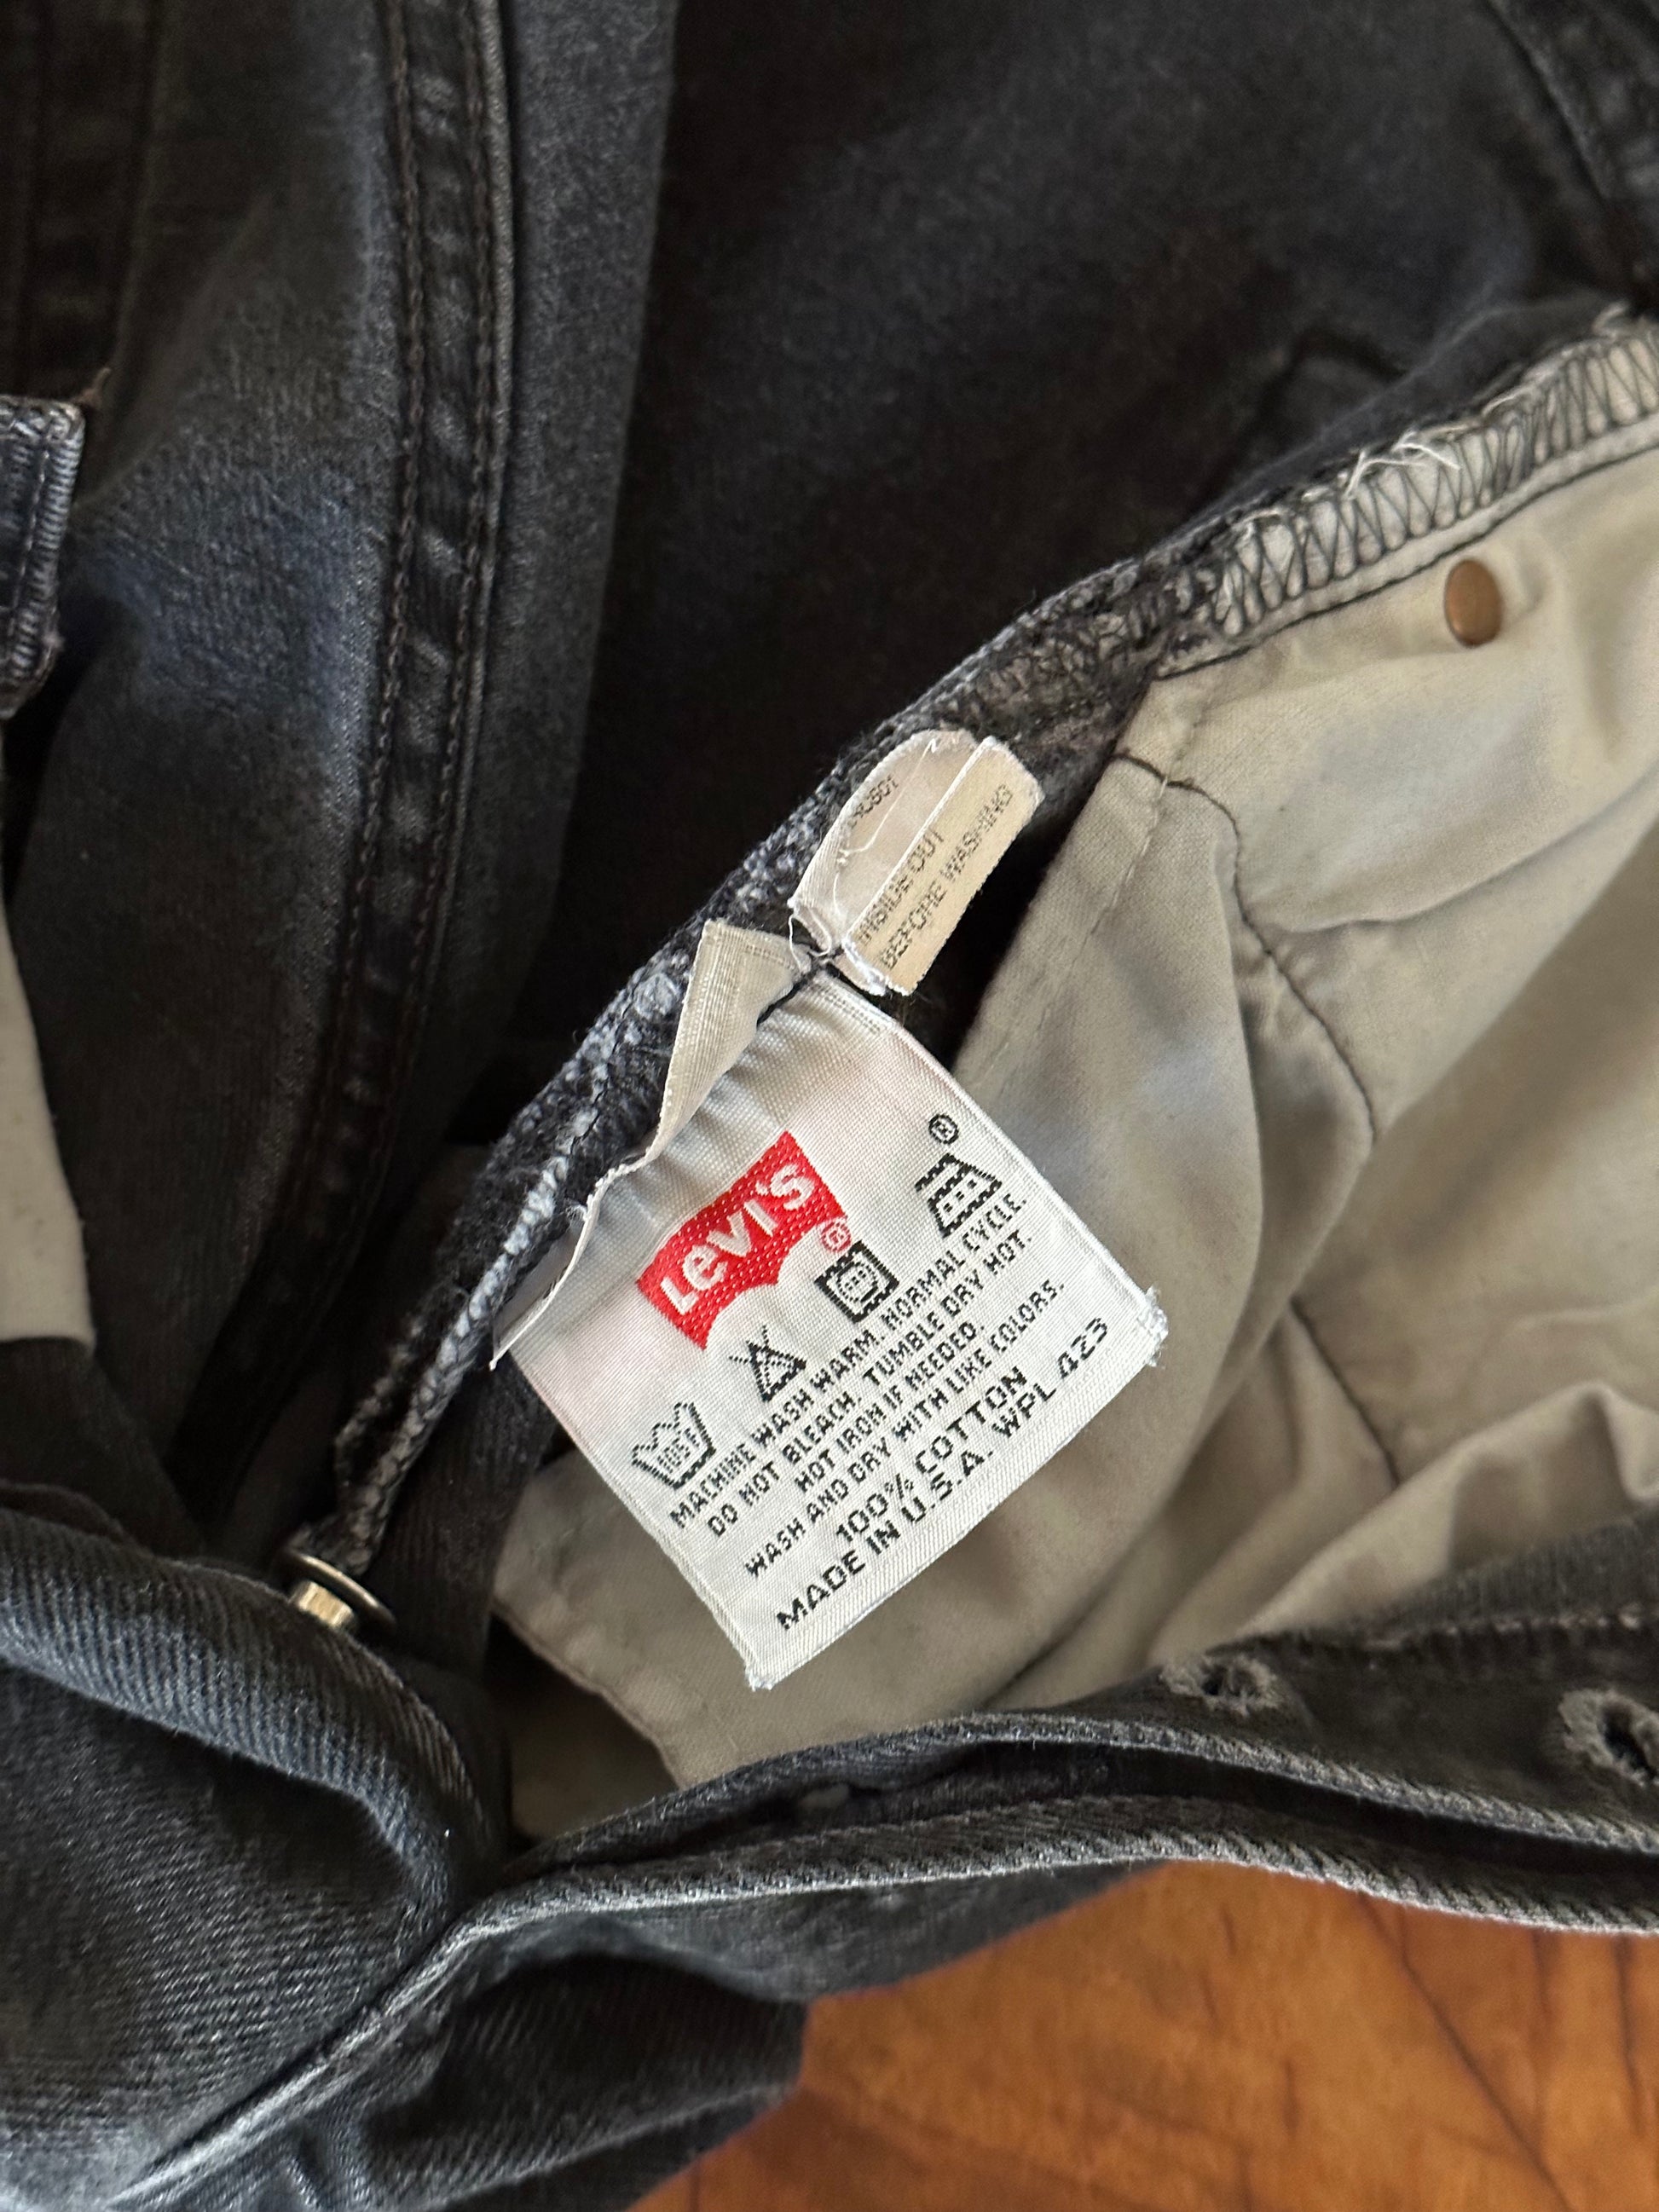 INSIDE OUT
BEFORE WASHING
LEVI'S ®
®
105F
MACHINE WASH WARM. NORMAL CYCLE.
DO NOT BLEACH. TUMBLE DRY HOT.
HOT IRON IF NEEDED.
WASH AND DRY WITH LIKE COLORS.
100% COTTON
MADE IN U.S.A. WPL 423